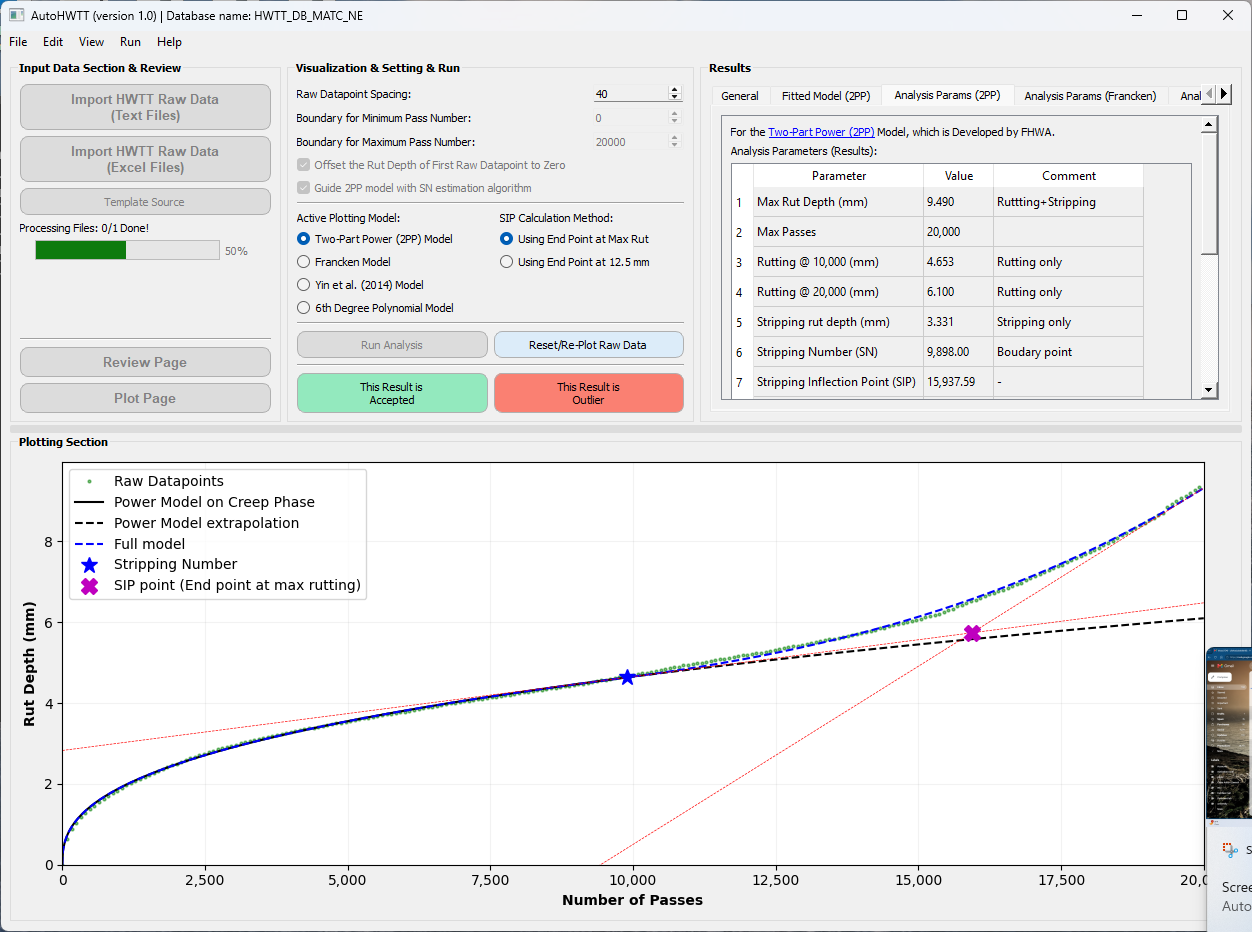 AutoHWTT (version 1.0) | Database name: HWTT_DB_MATC_NE
File Edit View Run Help
Input Data Section & Review
Import HWTT Raw Data
(Text Files)
Import HWTT Raw Data
(Excel Files)
Template Source
Processing Files: 0/1 Done!
50%
Review Page
Plot Page
Visualization & Setting & Run
Raw Datapoint Spacing: 40
Boundary for Minimum Pass Number: 0
Boundary for Maximum Pass Number: 20000
Offset the Rut Depth of First Raw Datapoint to Zero
Guide 2PP model with SN estimation algorithm
Active Plotting Model:
Two-Part Power (2PP) Model
Francken Model
Yin et al. (2014) Model
6th Degree Polynomial Model
SIP Calculation Method:
Using End Point at Max Rut
Using End Point at 12.5 mm
Run Analysis
Reset/Re-Plot Raw Data
This Result is
Accepted
This Result is
Outlier
Results
General Fitted Model (2PP) Analysis Params (2PP) Analysis Params (Francken) Anal
For the Two-Part Power (2PP) Model, which is Developed by FHWA.
Analysis Parameters (Results):
Parameter Value Comment
1 Max Rut Depth (mm) 9.490 Ruttting+Stripping
2 Max Passes 20,000
3 Rutting @ 10,000 (mm) 4.653 Rutting only
4 Rutting @ 20,000 (mm) 6.100 Rutting only
5 Stripping rut depth (mm) 3.331 Stripping only
6 Stripping Number (SN) 9,898.00 Boudary point
7 Stripping Inflection Point (SIP) 15,937.59 -
Plotting Section
Raw Datapoints
Power Model on Creep Phase
Power Model extrapolation
Full model
Stripping Number
SIP point (End point at max rutting)
Rut Depth (mm)
8
6
4
2
0
0 2,500 5,000 7,500 10,000 12,500 15,000 17,500 20,0
Number of Passes
S
Scree
Auto